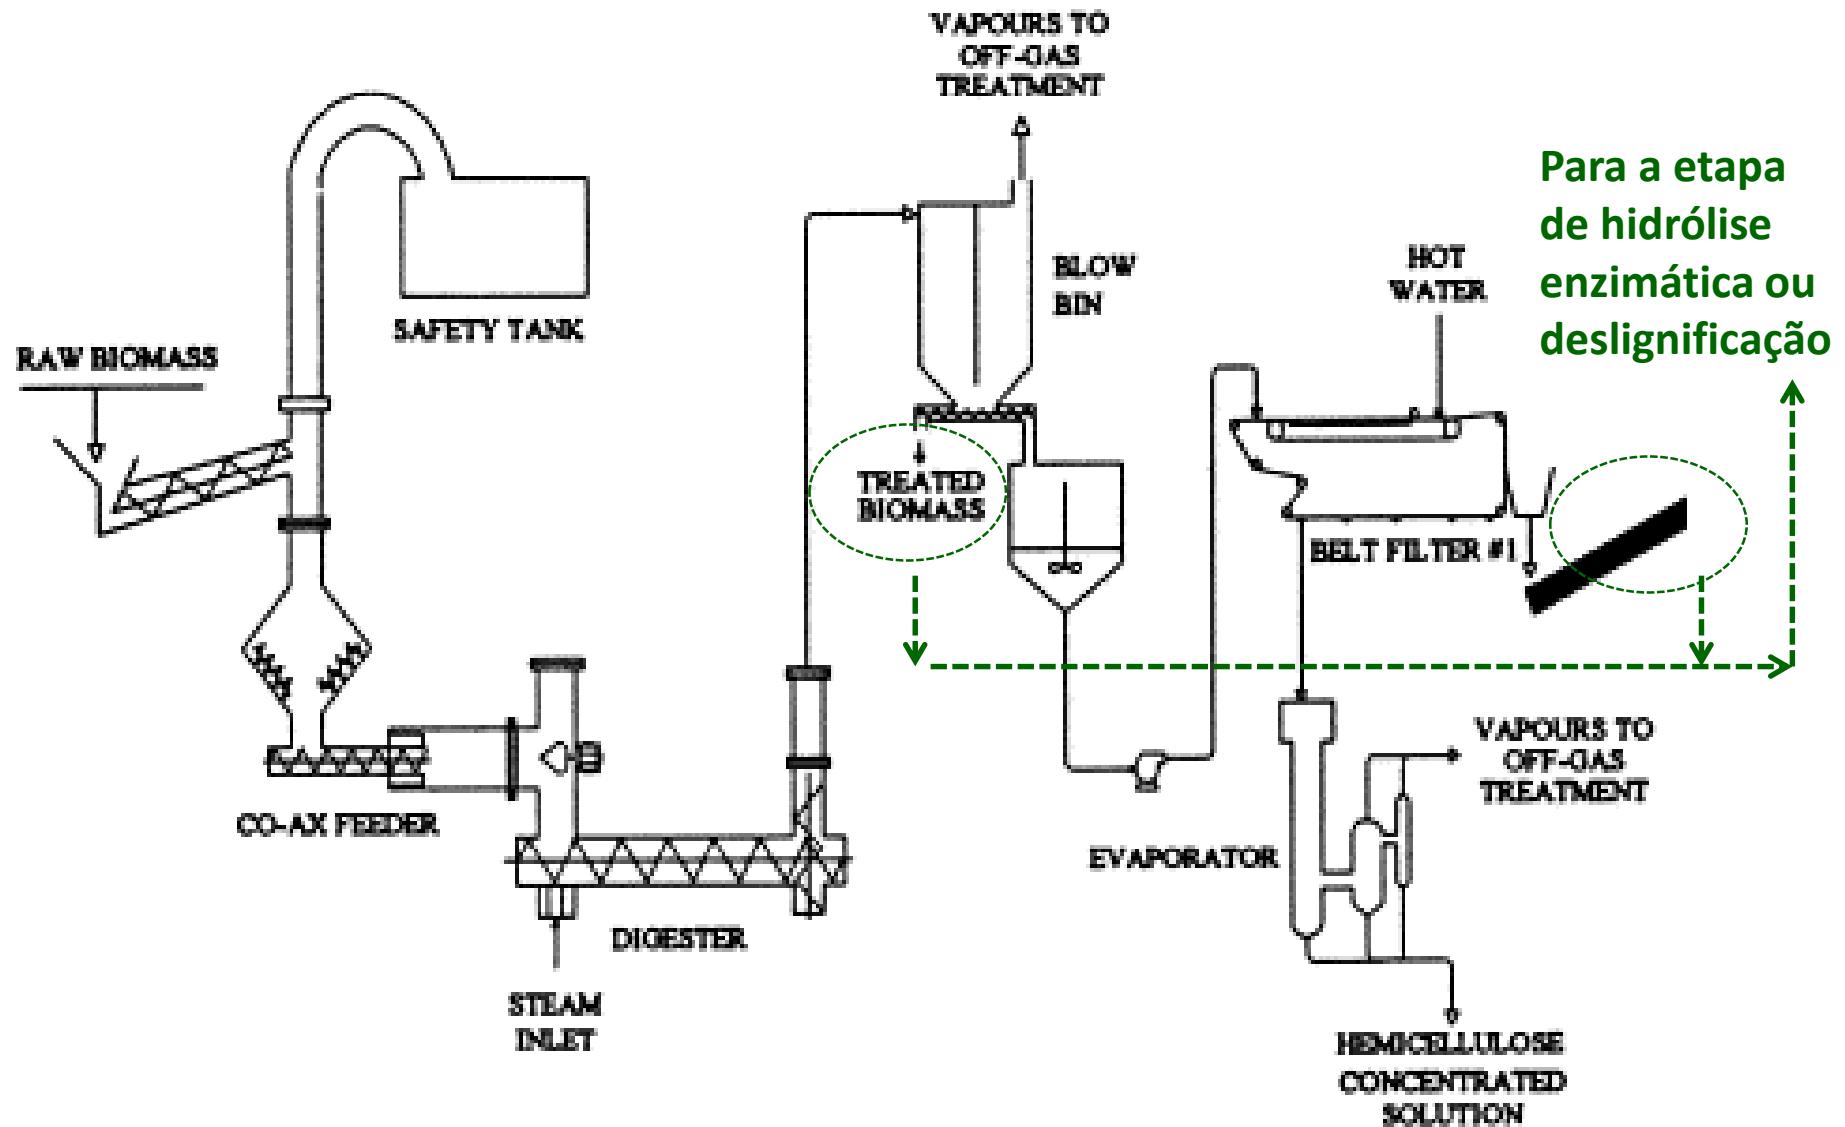 VAPOURS TO
OFF-GAS
TREATMENT
Para a etapa
de hidrólise
enzimática ou
deslignificação
HOT
WATER
BLOW
BIN
SAFETY TANK
RAW BIOMASS
TREATED
BIOMASS
BELT FILTER #1
VAPOURS TO
OFF-GAS
TREATMENT
CO-AX FEEDER
EVAPORATOR
DIGESTER
STEAM
INLET
HEMICELLULOSE
CONCENTRATED
SOLUTION